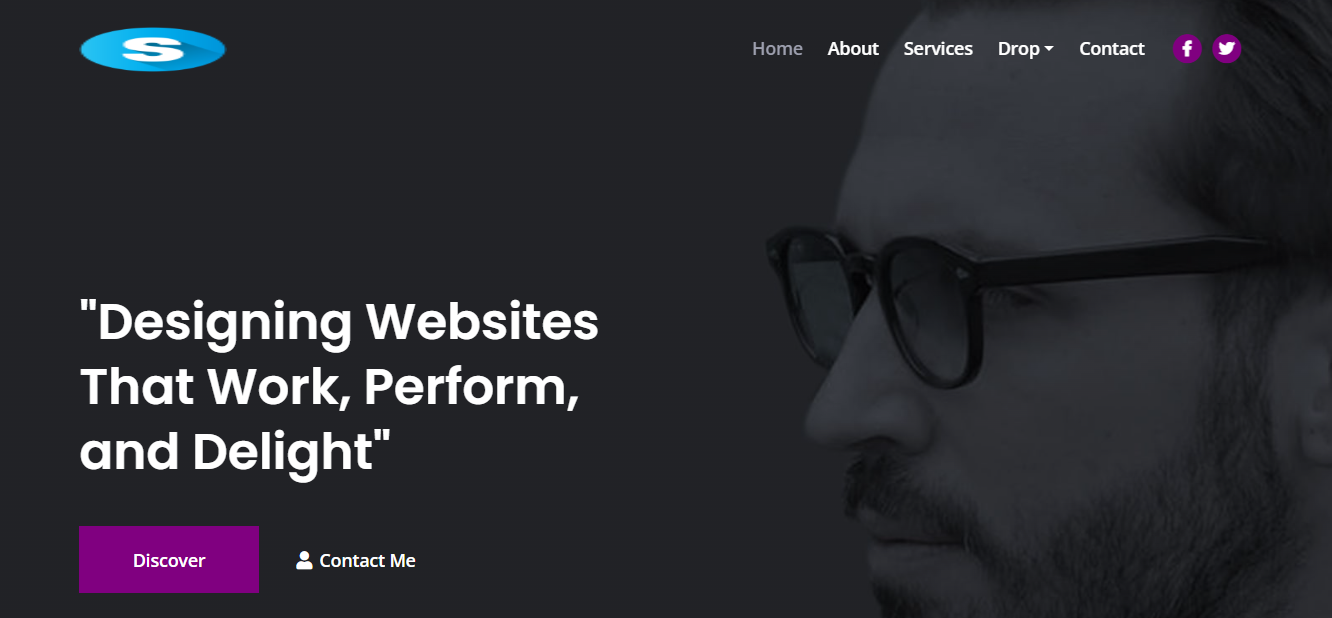 S
Home About Services Drop Contact
"Designing Websites
That Work, Perform,
and Delight"
Discover Contact Me